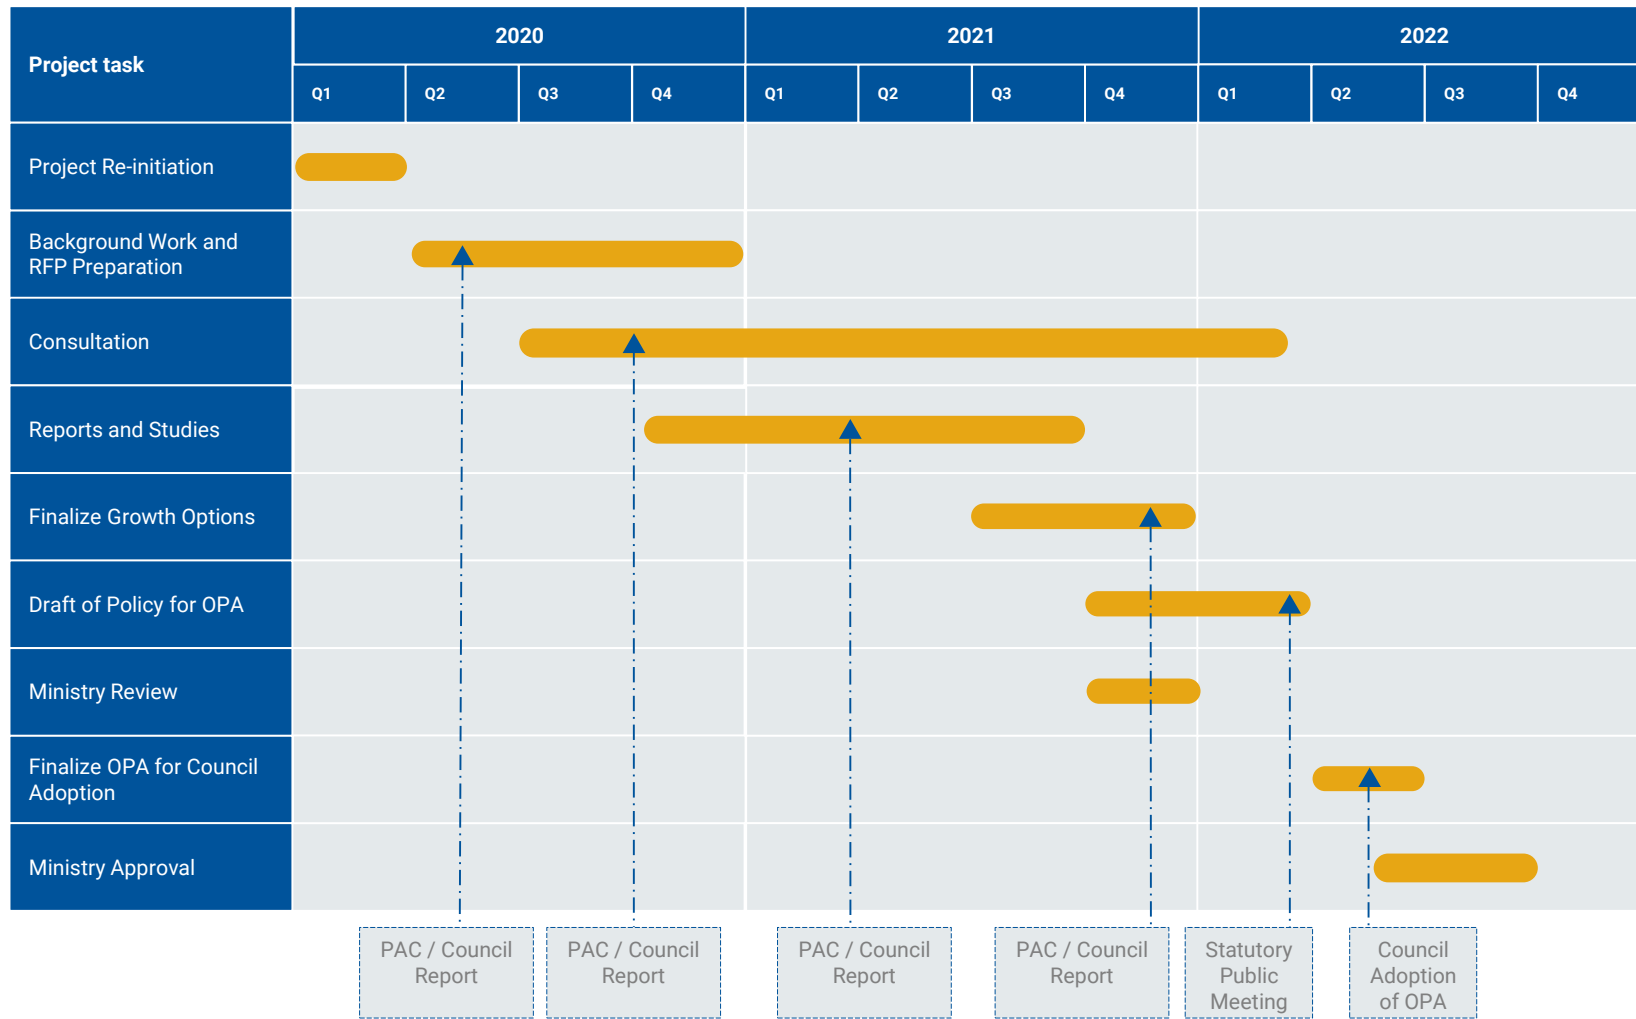 Project task
2020
2021
2022
Q1
Q2
Q3
Q4
Q1
Q2
Q3
Q4
Q1
Q2
Q3
Q4
Project Re-initiation
Background Work and
RFP Preparation
Consultation
Reports and Studies
Finalize Growth Options
Draft of Policy for OPA
Ministry Review
Finalize OPA for Council
Adoption
Ministry Approval
PAC / Council
Report
PAC / Council
Report
PAC / Council
Report
PAC / Council
Report
Statutory
Public
Meeting
Council
Adoption
of OPA